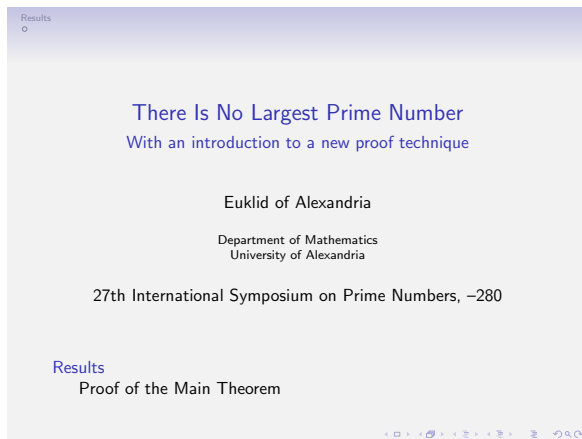 Results
There Is No Largest Prime Number
With an introduction to a new proof technique
Euklid of Alexandria
Department of Mathematics
University of Alexandria
27th International Symposium on Prime Numbers, –280
Results
Proof of the Main Theorem